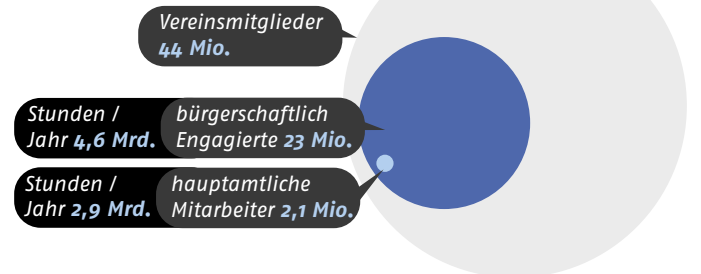 Vereinsmitglieder
44 Mio.
Stunden /
Jahr 4,6 Mrd.
bürgerschaftlich
Engagierte 23 Mio.
Stunden /
Jahr 2,9 Mrd.
hauptamtliche
Mitarbeiter 2,1 Mio.